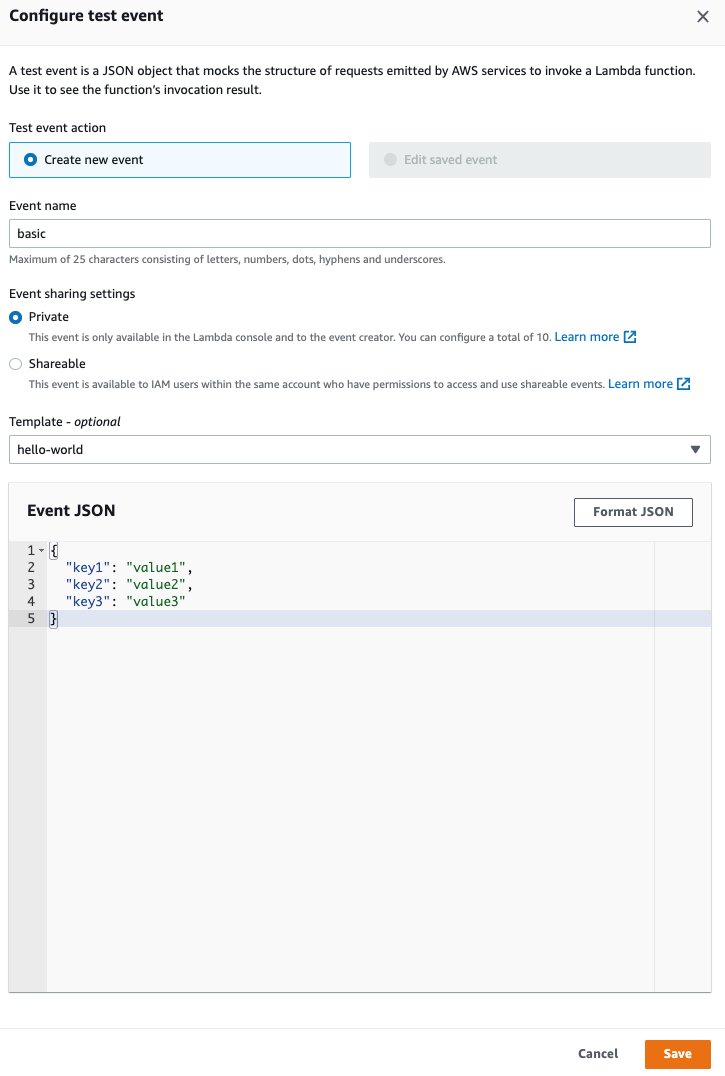 Configure test event
A test event is a JSON object that mocks the structure of requests emitted by AWS services to invoke a Lambda function.
Use it to see the function’s invocation result.
Test event action
Create new event
Edit saved event
Event name
basic
Maximum of 25 characters consisting of letters, numbers, dots, hyphens and underscores.
Event sharing settings
Private
This event is only available in the Lambda console and to the event creator. You can configure a total of 10. Learn more
Shareable
This event is available to IAM users within the same account who have permissions to access and use shareable events. Learn more
Template - optional
hello-world
Event JSON
Format JSON
1 {
2 "key1": "value1",
3 "key2": "value2",
4 "key3": "value3"
5 }
Cancel
Save